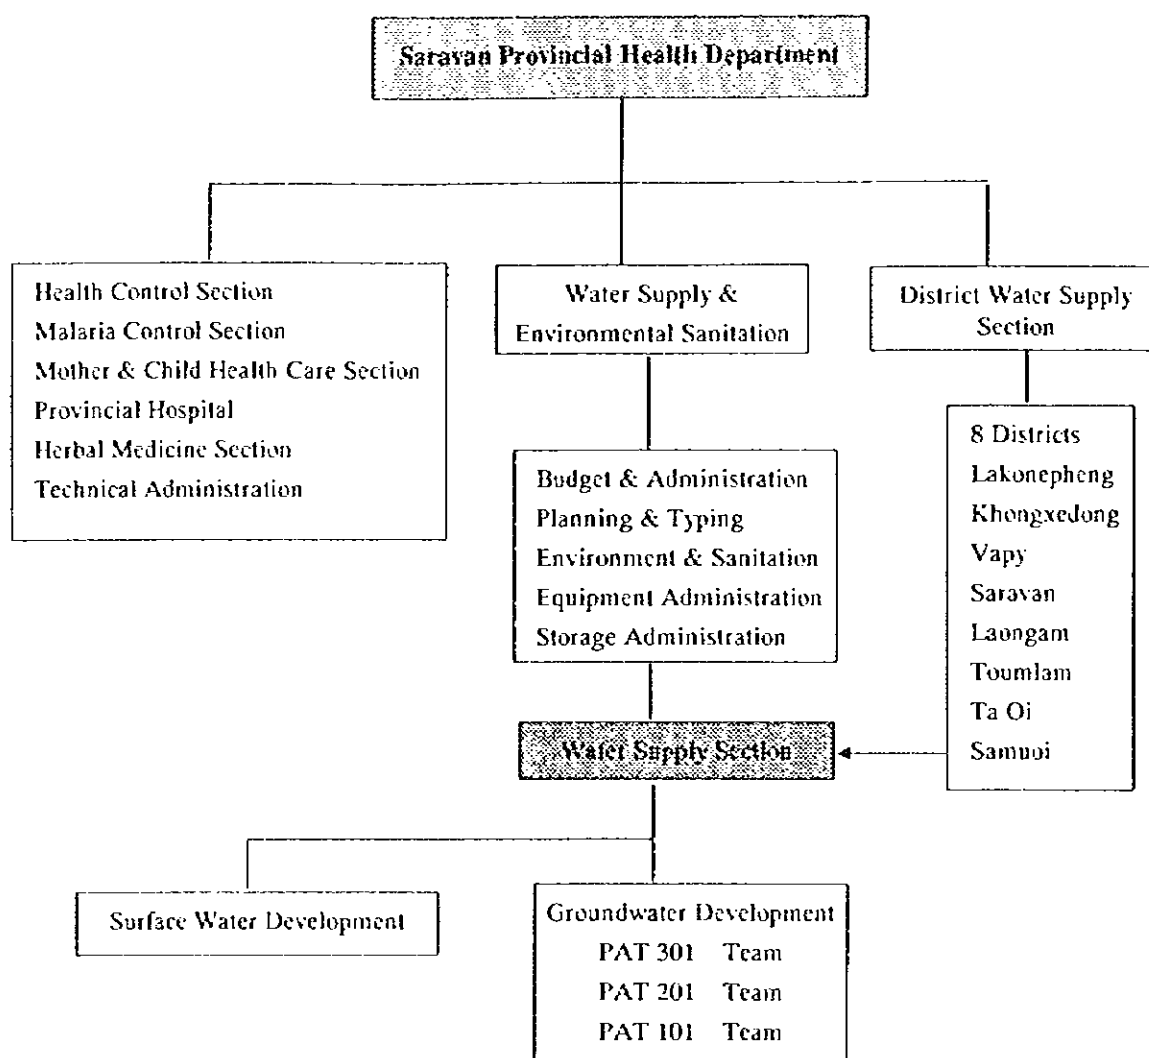 Saravan Provincial Health Department
Health Control Section
Malaria Control Section
Mother & Child Health Care Section
Provincial Hospital
Herbal Medicine Section
Technical Administration
Water Supply &
Environmental Sanitation
District Water Supply
Section
Budget & Administration
Planning & Typing
Environment & Sanitation
Equipment Administration
Storage Administration
8 Districts
Lakonepheng
Khongxedong
Vapy
Saravan
Laongam
Toumlam
Ta Oi
Samuoi
Water Supply Section
Surface Water Development
Groundwater Development
PAT 301 Team
PAT 201 Team
PAT 101 Team